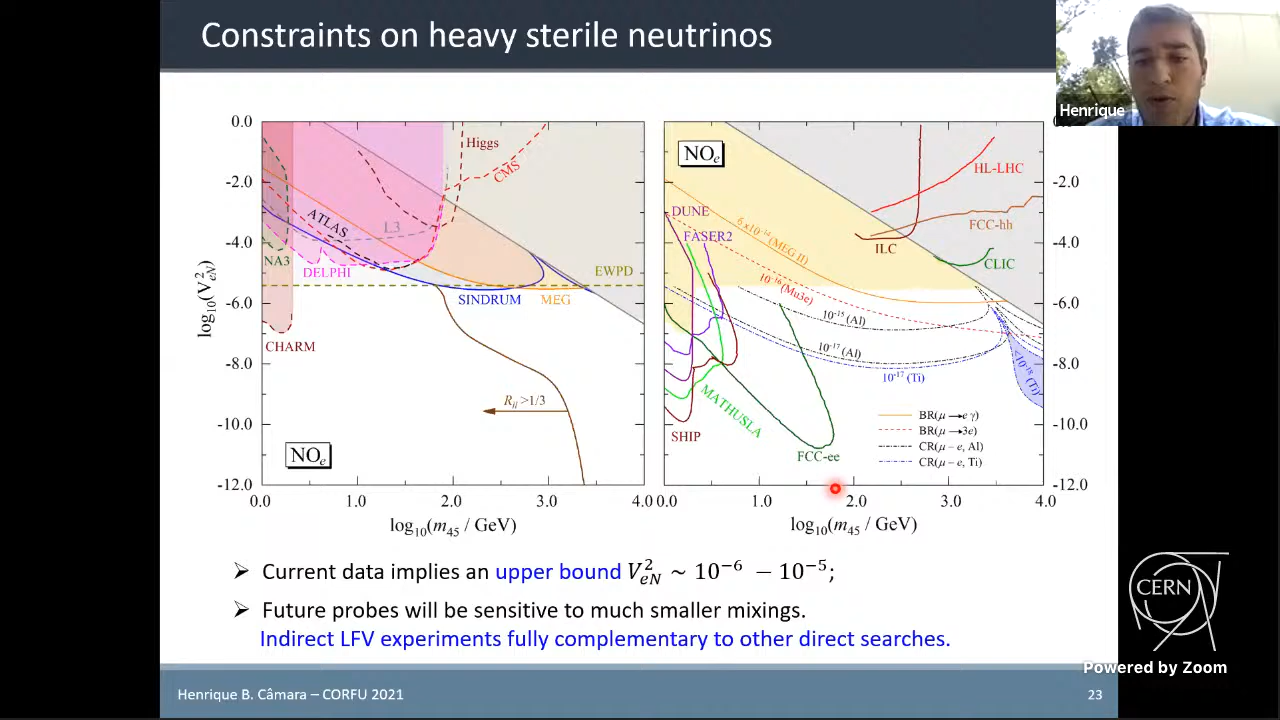 Constraints on heavy sterile neutrinos
Henrique
0.0
-2.0
-4.0
-6.0
-8.0
-10.0
-12.0
log₁₀(V²ₑN)
0.0
1.0
2.0
3.0
4.0
log₁₀(m₄₅ / GeV)
Higgs
CMS
ATLAS
L3
NA3
DELPHI
EWPD
SINDRUM
MEG
CHARM
Rₗₗ >1/3
NOₑ
NOₑ
DUNE
FASER2
6×10⁻¹⁴ (MEG II)
10⁻¹⁶ (Mu3e)
10⁻¹⁵ (Al)
10⁻¹⁷ (Al)
10⁻¹⁷ (Ti)
<10⁻¹⁸ (Ti)
HL-LHC
FCC-hh
ILC
CLIC
MATHUSLA
SHIP
FCC-ee
BR(μ→e γ)
BR(μ→3e)
CR(μ – e, Al)
CR(μ – e, Ti)
-2.0
-4.0
-6.0
-8.0
-10.0
-12.0
0.0
1.0
2.0
3.0
4.0
log₁₀(m₄₅ / GeV)
➢ Current data implies an upper bound V²ₑN ~ 10⁻⁶ – 10⁻⁵;
➢ Future probes will be sensitive to much smaller mixings.
Indirect LFV experiments fully complementary to other direct searches.
Henrique B. Câmara – CORFU 2021
23
CERN
Powered by Zoom